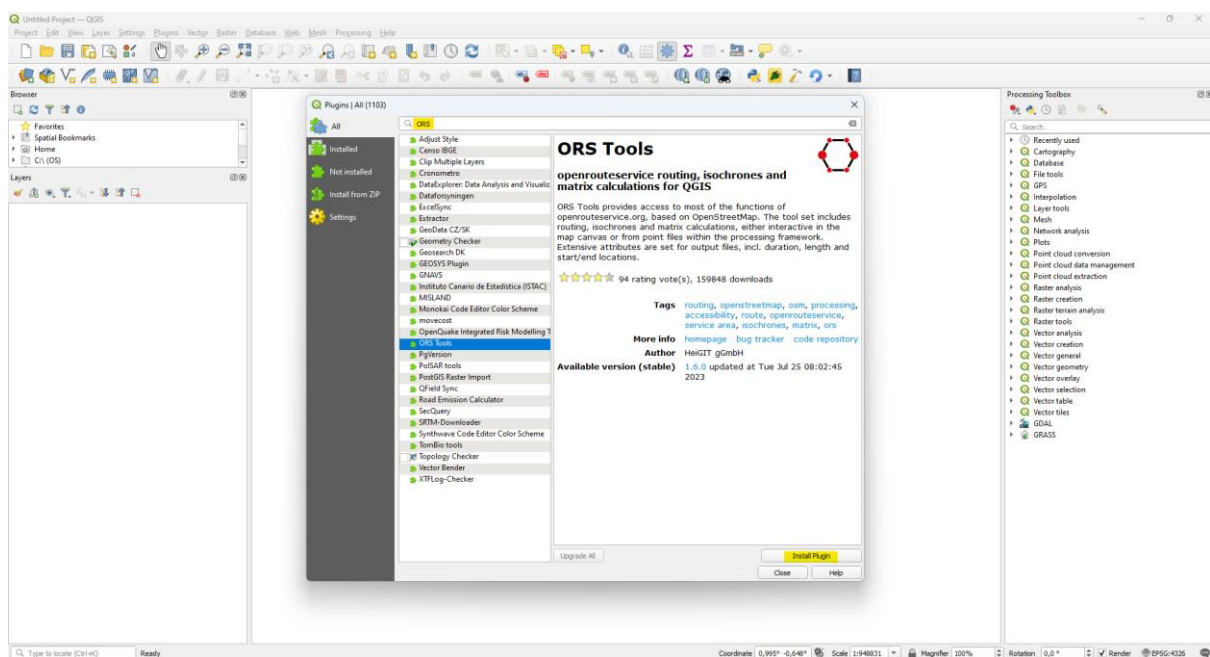 Untitled Project — QGIS
Project Edit View Layer Settings Plugins Vector Raster Database Web Mesh Processing Help
Browser
Favorites
Spatial Bookmarks
Home
C:\ (OS)
Layers
Plugins | All (1103)
All
Installed
Not installed
Install from ZIP
Settings
ORS
Adjust Style
Censo IBGE
Clip Multiple Layers
Cronometro
DataExplorer: Data Analysis and Visualiz
Dataforsyningen
ExcelSync
Extractor
GeoData CZ/SK
Geometry Checker
Geosearch DK
GEOSYS Plugin
GNAVS
Instituto Canario de Estadística (ISTAC)
MISLAND
Monokai Code Editor Color Scheme
movecost
OpenQuake Integrated Risk Modelling T
ORS Tools
PgVersion
PolSAR tools
PostGIS Raster Import
QField Sync
Road Emission Calculator
SecQuery
SRTM-Downloader
Synthwave Code Editor Color Scheme
TomBio tools
Topology Checker
Vector Bender
XTFLog-Checker
ORS Tools
openrouteservice routing, isochrones and
matrix calculations for QGIS
ORS Tools provides access to most of the functions of
openrouteservice.org, based on OpenStreetMap. The tool set includes
routing, isochrones and matrix calculations, either interactive in the
map canvas or from point files within the processing framework.
Extensive attributes are set for output files, incl. duration, length and
start/end locations.
94 rating vote(s), 159848 downloads
Tags routing, openstreetmap, osm, processing,
accessibility, route, openrouteservice,
service area, isochrones, matrix, ors
More info homepage bug tracker code repository
Author HeiGIT gGmbH
Available version (stable) 1.6.0 updated at Tue Jul 25 08:02:45
2023
Upgrade All
Install Plugin
Close
Help
Processing Toolbox
Search...
Recently used
Cartography
Database
File tools
GPS
Interpolation
Layer tools
Mesh
Network analysis
Plots
Point cloud conversion
Point cloud data management
Point cloud extraction
Raster analysis
Raster creation
Raster terrain analysis
Raster tools
Vector analysis
Vector creation
Vector general
Vector geometry
Vector overlay
Vector selection
Vector table
Vector tiles
GDAL
GRASS
Type to locate (Ctrl+K) Ready Coordinate 0,995° -0,648° Scale 1:948831 Magnifier 100% Rotation 0,0 ° Render EPSG:4326